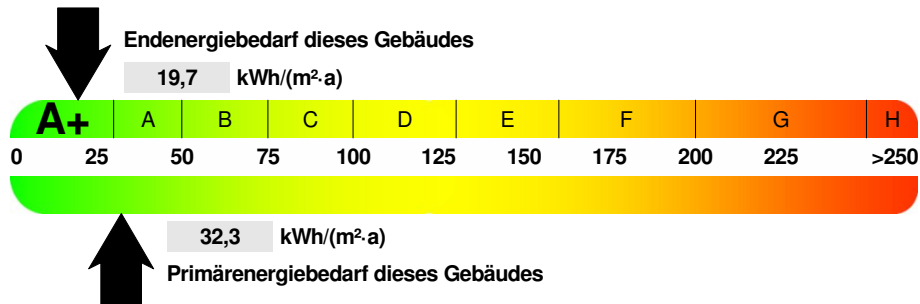 Endenergiebedarf dieses Gebäudes
19,7 kWh/(m²·a)
A+ A B C D E F G H
0 25 50 75 100 125 150 175 200 225 >250
32,3 kWh/(m²·a)
Primärenergiebedarf dieses Gebäudes